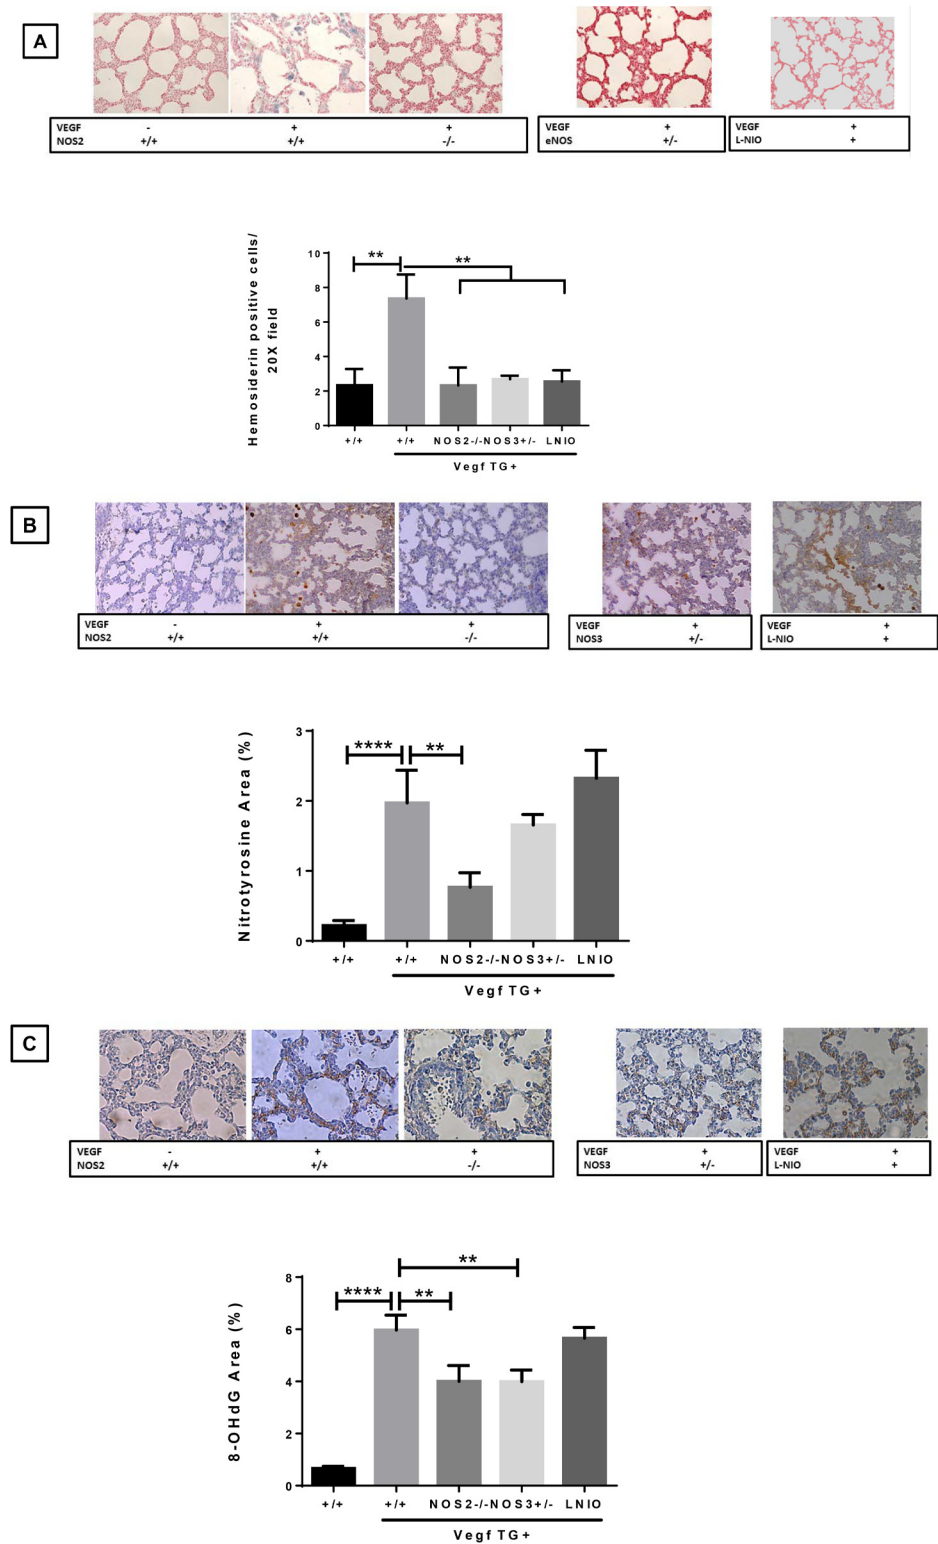 A
VEGF - + +
NOS2 +/+ +/+ -/-
VEGF +
eNOS +/-
VEGF +
L-NIO +
Hemosiderin positive cells/
20X field
10
8
6
4
2
0
** **
+/+ +/+ NOS2-/- NOS3+/- LNIO
Vegf TG+
B
VEGF - + +
NOS2 +/+ +/+ -/-
VEGF +
NOS3 +/-
VEGF +
L-NIO +
Nitrotyrosine Area (%)
3
2
1
0
**** **
+/+ +/+ NOS2-/- NOS3+/- LNIO
Vegf TG+
C
VEGF - + +
NOS2 +/+ +/+ -/-
VEGF +
NOS3 +/-
VEGF +
L-NIO +
8-OHdG Area (%)
8
6
4
2
0
**
**** **
+/+ +/+ NOS2-/- NOS3+/- LNIO
Vegf TG+